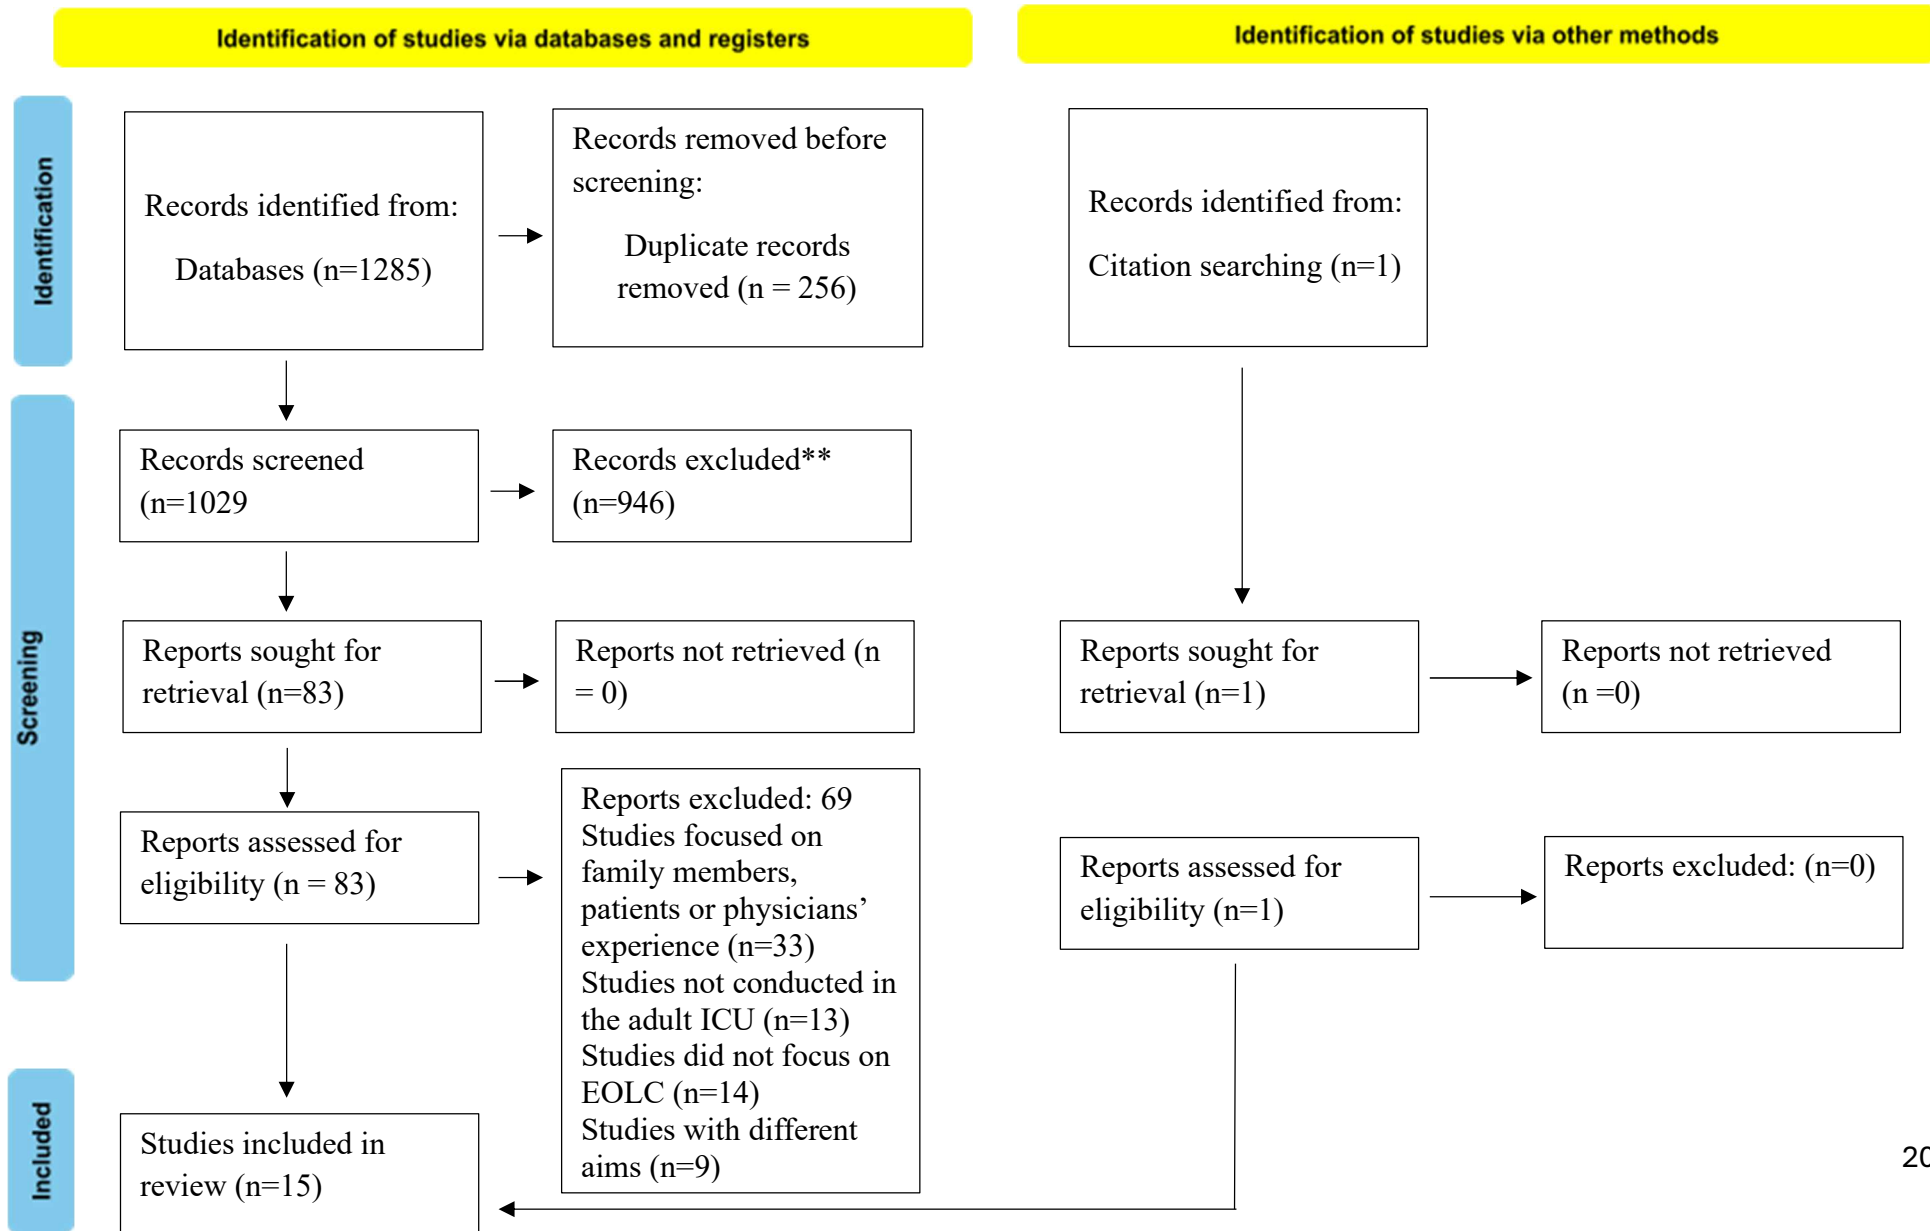 Identification of studies via databases and registers
Identification of studies via other methods
Identification
Records identified from:
Databases (n=1285)
Records removed before
screening:
Duplicate records
removed (n = 256)
Records identified from:
Citation searching (n=1)
Screening
Records screened
(n=1029
Records excluded**
(n=946)
Reports sought for
retrieval (n=83)
Reports not retrieved (n
= 0)
Reports sought for
retrieval (n=1)
Reports not retrieved
(n =0)
Reports assessed for
eligibility (n = 83)
Reports excluded: 69
Studies focused on
family members,
patients or physicians’
experience (n=33)
Studies not conducted in
the adult ICU (n=13)
Studies did not focus on
EOLC (n=14)
Studies with different
aims (n=9)
Reports assessed for
eligibility (n=1)
Reports excluded: (n=0)
Included
Studies included in
review (n=15)
20